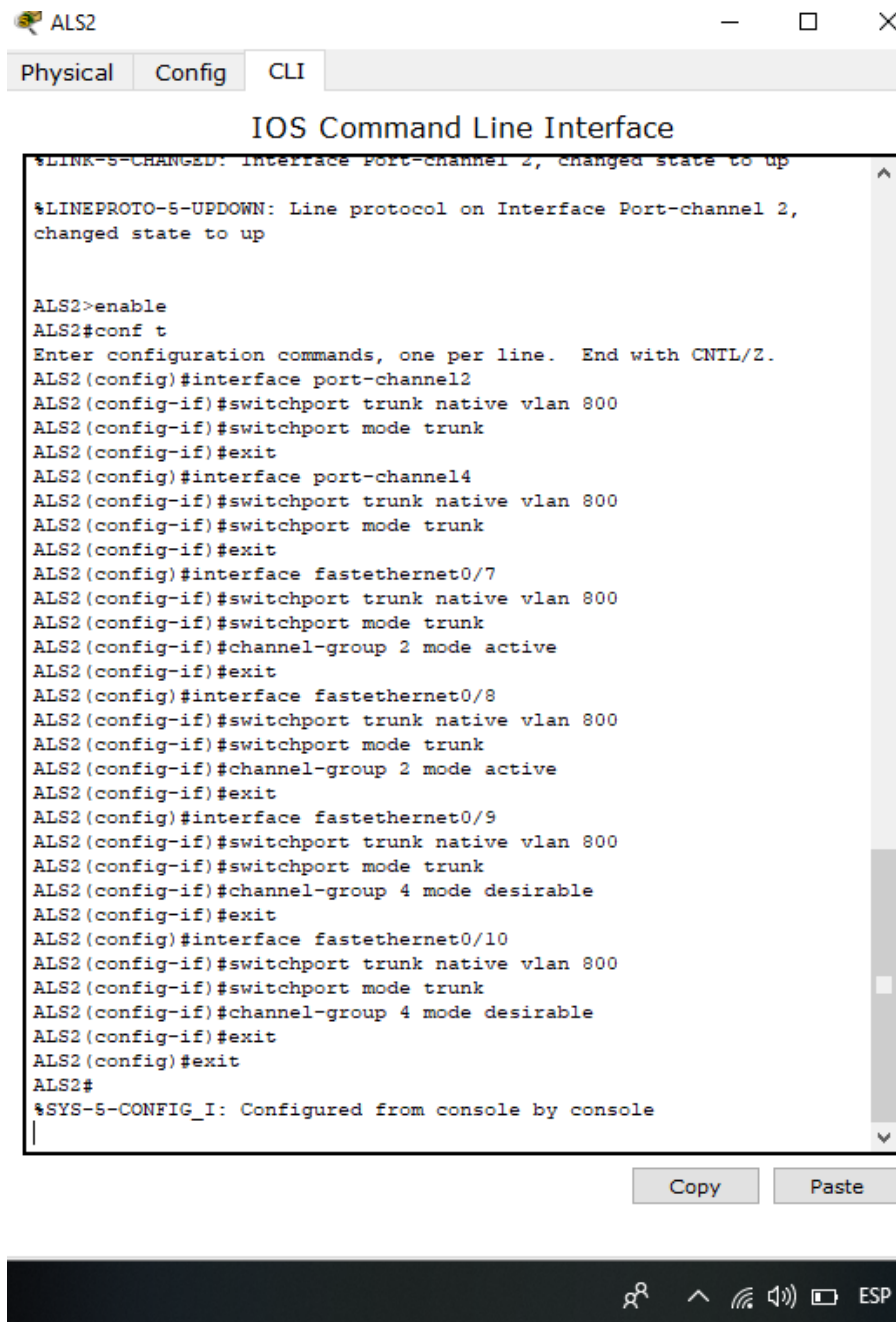 ALS2
Physical Config CLI
IOS Command Line Interface
%LINK-5-CHANGED: Interface Port-channel 2, changed state to up
%LINEPROTO-5-UPDOWN: Line protocol on Interface Port-channel 2,
changed state to up
ALS2>enable
ALS2#conf t
Enter configuration commands, one per line. End with CNTL/Z.
ALS2(config)#interface port-channel2
ALS2(config-if)#switchport trunk native vlan 800
ALS2(config-if)#switchport mode trunk
ALS2(config-if)#exit
ALS2(config)#interface port-channel4
ALS2(config-if)#switchport trunk native vlan 800
ALS2(config-if)#switchport mode trunk
ALS2(config-if)#exit
ALS2(config)#interface fastethernet0/7
ALS2(config-if)#switchport trunk native vlan 800
ALS2(config-if)#switchport mode trunk
ALS2(config-if)#channel-group 2 mode active
ALS2(config-if)#exit
ALS2(config)#interface fastethernet0/8
ALS2(config-if)#switchport trunk native vlan 800
ALS2(config-if)#switchport mode trunk
ALS2(config-if)#channel-group 2 mode active
ALS2(config-if)#exit
ALS2(config)#interface fastethernet0/9
ALS2(config-if)#switchport trunk native vlan 800
ALS2(config-if)#switchport mode trunk
ALS2(config-if)#channel-group 4 mode desirable
ALS2(config-if)#exit
ALS2(config)#interface fastethernet0/10
ALS2(config-if)#switchport trunk native vlan 800
ALS2(config-if)#switchport mode trunk
ALS2(config-if)#channel-group 4 mode desirable
ALS2(config-if)#exit
ALS2(config)#exit
ALS2#
%SYS-5-CONFIG_I: Configured from console by console
Copy Paste
ESP